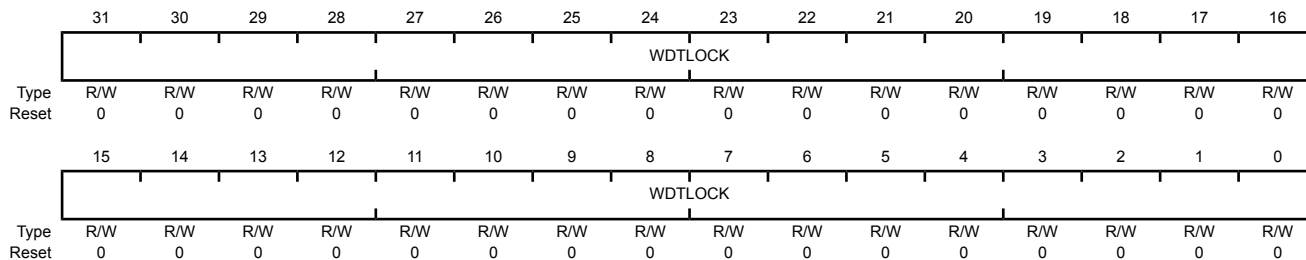 31 30 29 28 27 26 25 24 23 22 21 20 19 18 17 16
WDTLOCK
Type R/W R/W R/W R/W R/W R/W R/W R/W R/W R/W R/W R/W R/W R/W R/W R/W
Reset 0 0 0 0 0 0 0 0 0 0 0 0 0 0 0 0
15 14 13 12 11 10 9 8 7 6 5 4 3 2 1 0
WDTLOCK
Type R/W R/W R/W R/W R/W R/W R/W R/W R/W R/W R/W R/W R/W R/W R/W R/W
Reset 0 0 0 0 0 0 0 0 0 0 0 0 0 0 0 0